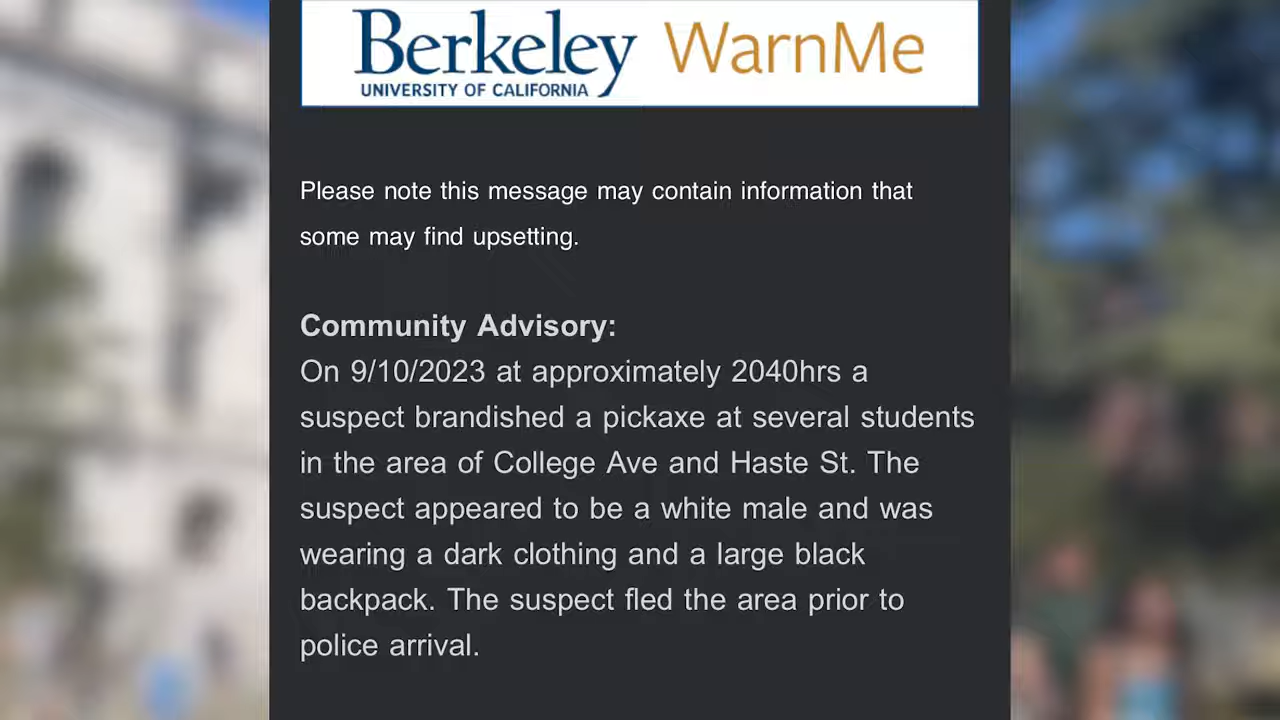 Berkeley WarnMe
UNIVERSITY OF CALIFORNIA
Please note this message may contain information that
some may find upsetting.
Community Advisory:
On 9/10/2023 at approximately 2040hrs a
suspect brandished a pickaxe at several students
in the area of College Ave and Haste St. The
suspect appeared to be a white male and was
wearing a dark clothing and a large black
backpack. The suspect fled the area prior to
police arrival.